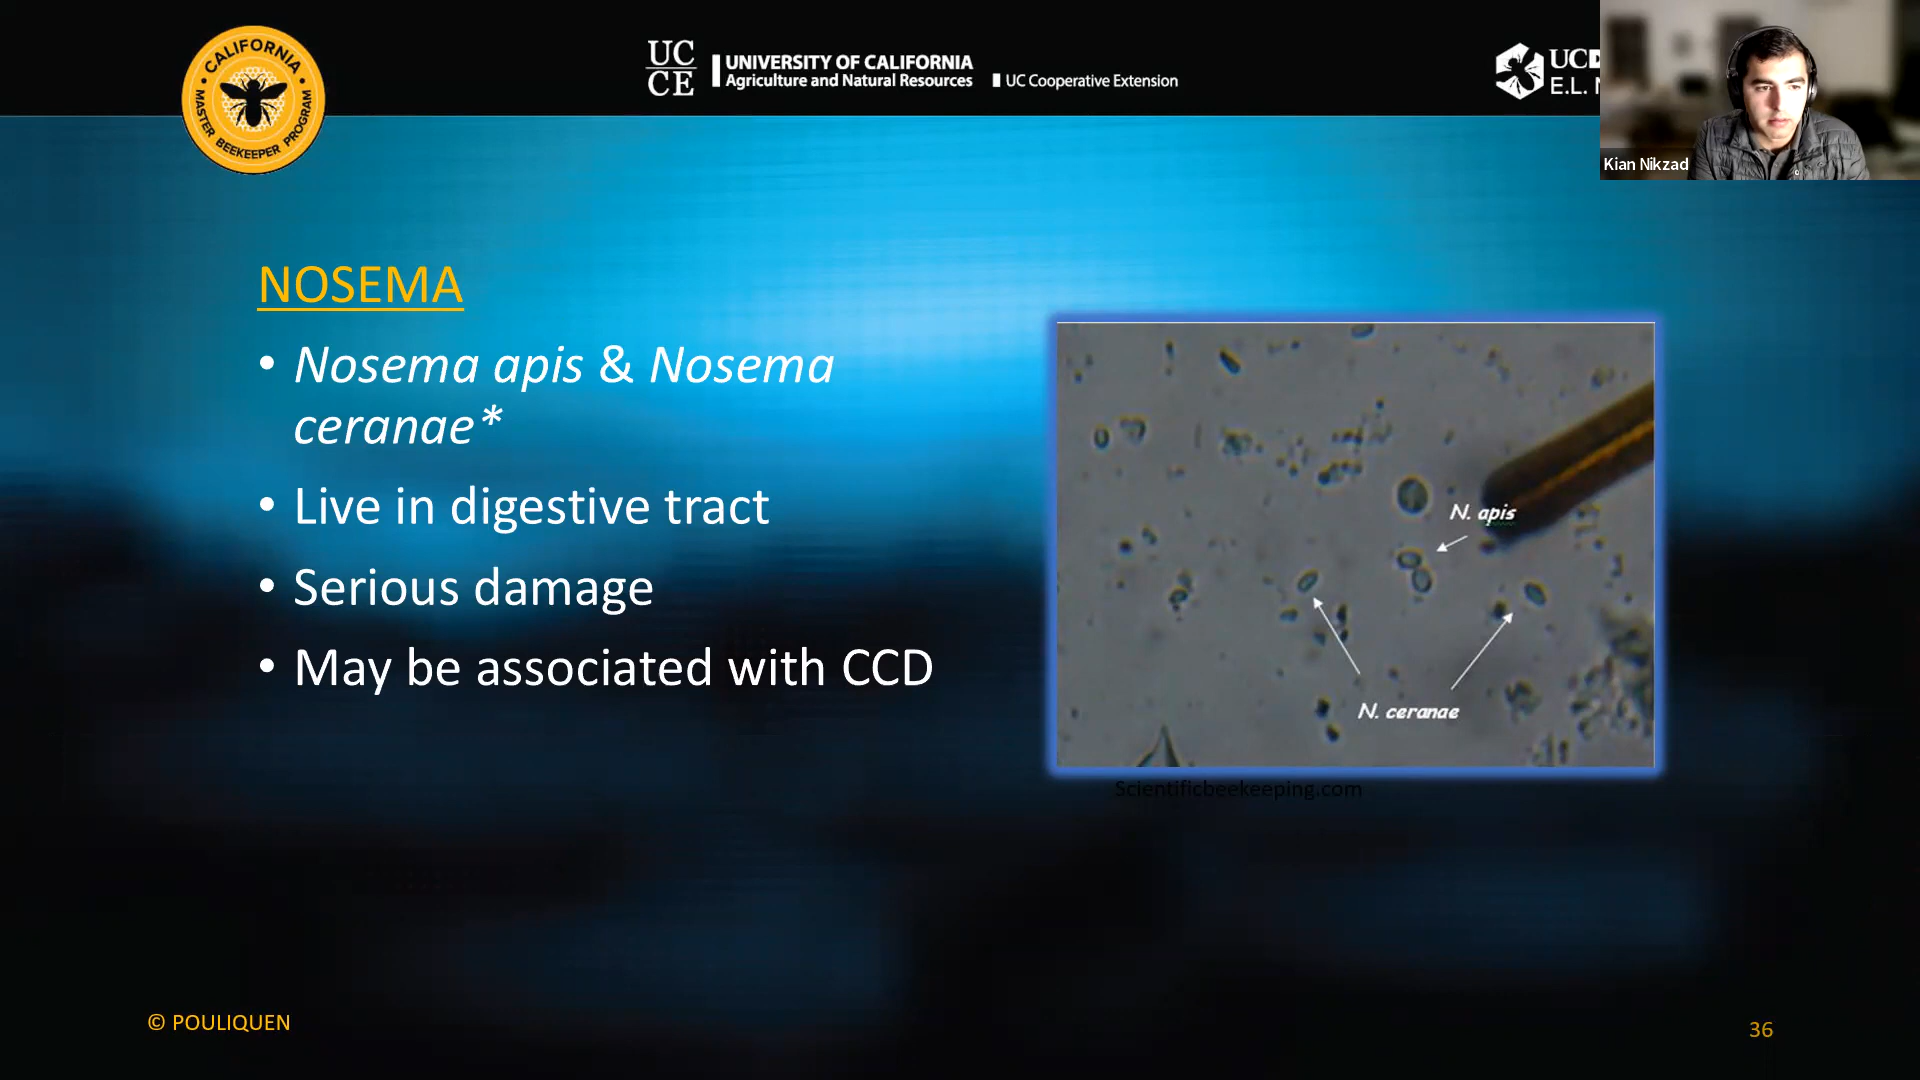 CALIFORNIA
MASTER BEEKEEPER PROGRAM
UC
CE
UNIVERSITY OF CALIFORNIA
Agriculture and Natural Resources
UC Cooperative Extension
E.L.
Kian Nikzad
NOSEMA
• Nosema apis & Nosema
ceranae*
• Live in digestive tract
• Serious damage
• May be associated with CCD
N. apis
N. ceranae
Scientificbeekeeping.com
© POULIQUEN
36